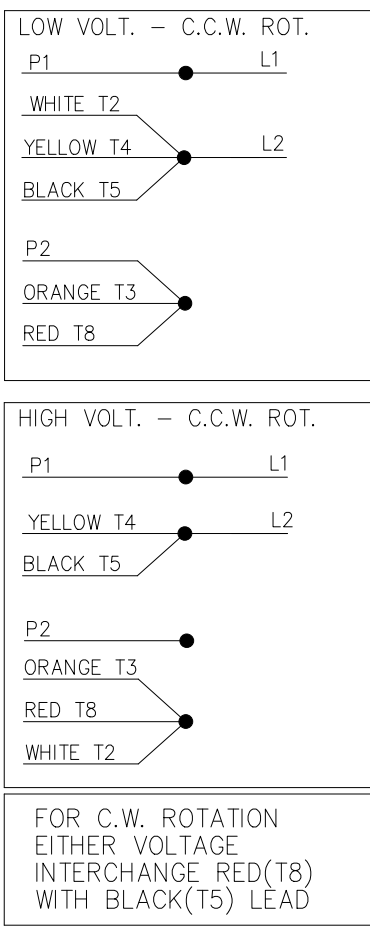 LOW VOLT. – C.C.W. ROT.
P1 L1
WHITE T2
YELLOW T4 L2
BLACK T5
P2
ORANGE T3
RED T8
HIGH VOLT. – C.C.W. ROT.
P1 L1
YELLOW T4 L2
BLACK T5
P2
ORANGE T3
RED T8
WHITE T2
FOR C.W. ROTATION
EITHER VOLTAGE
INTERCHANGE RED(T8)
WITH BLACK(T5) LEAD